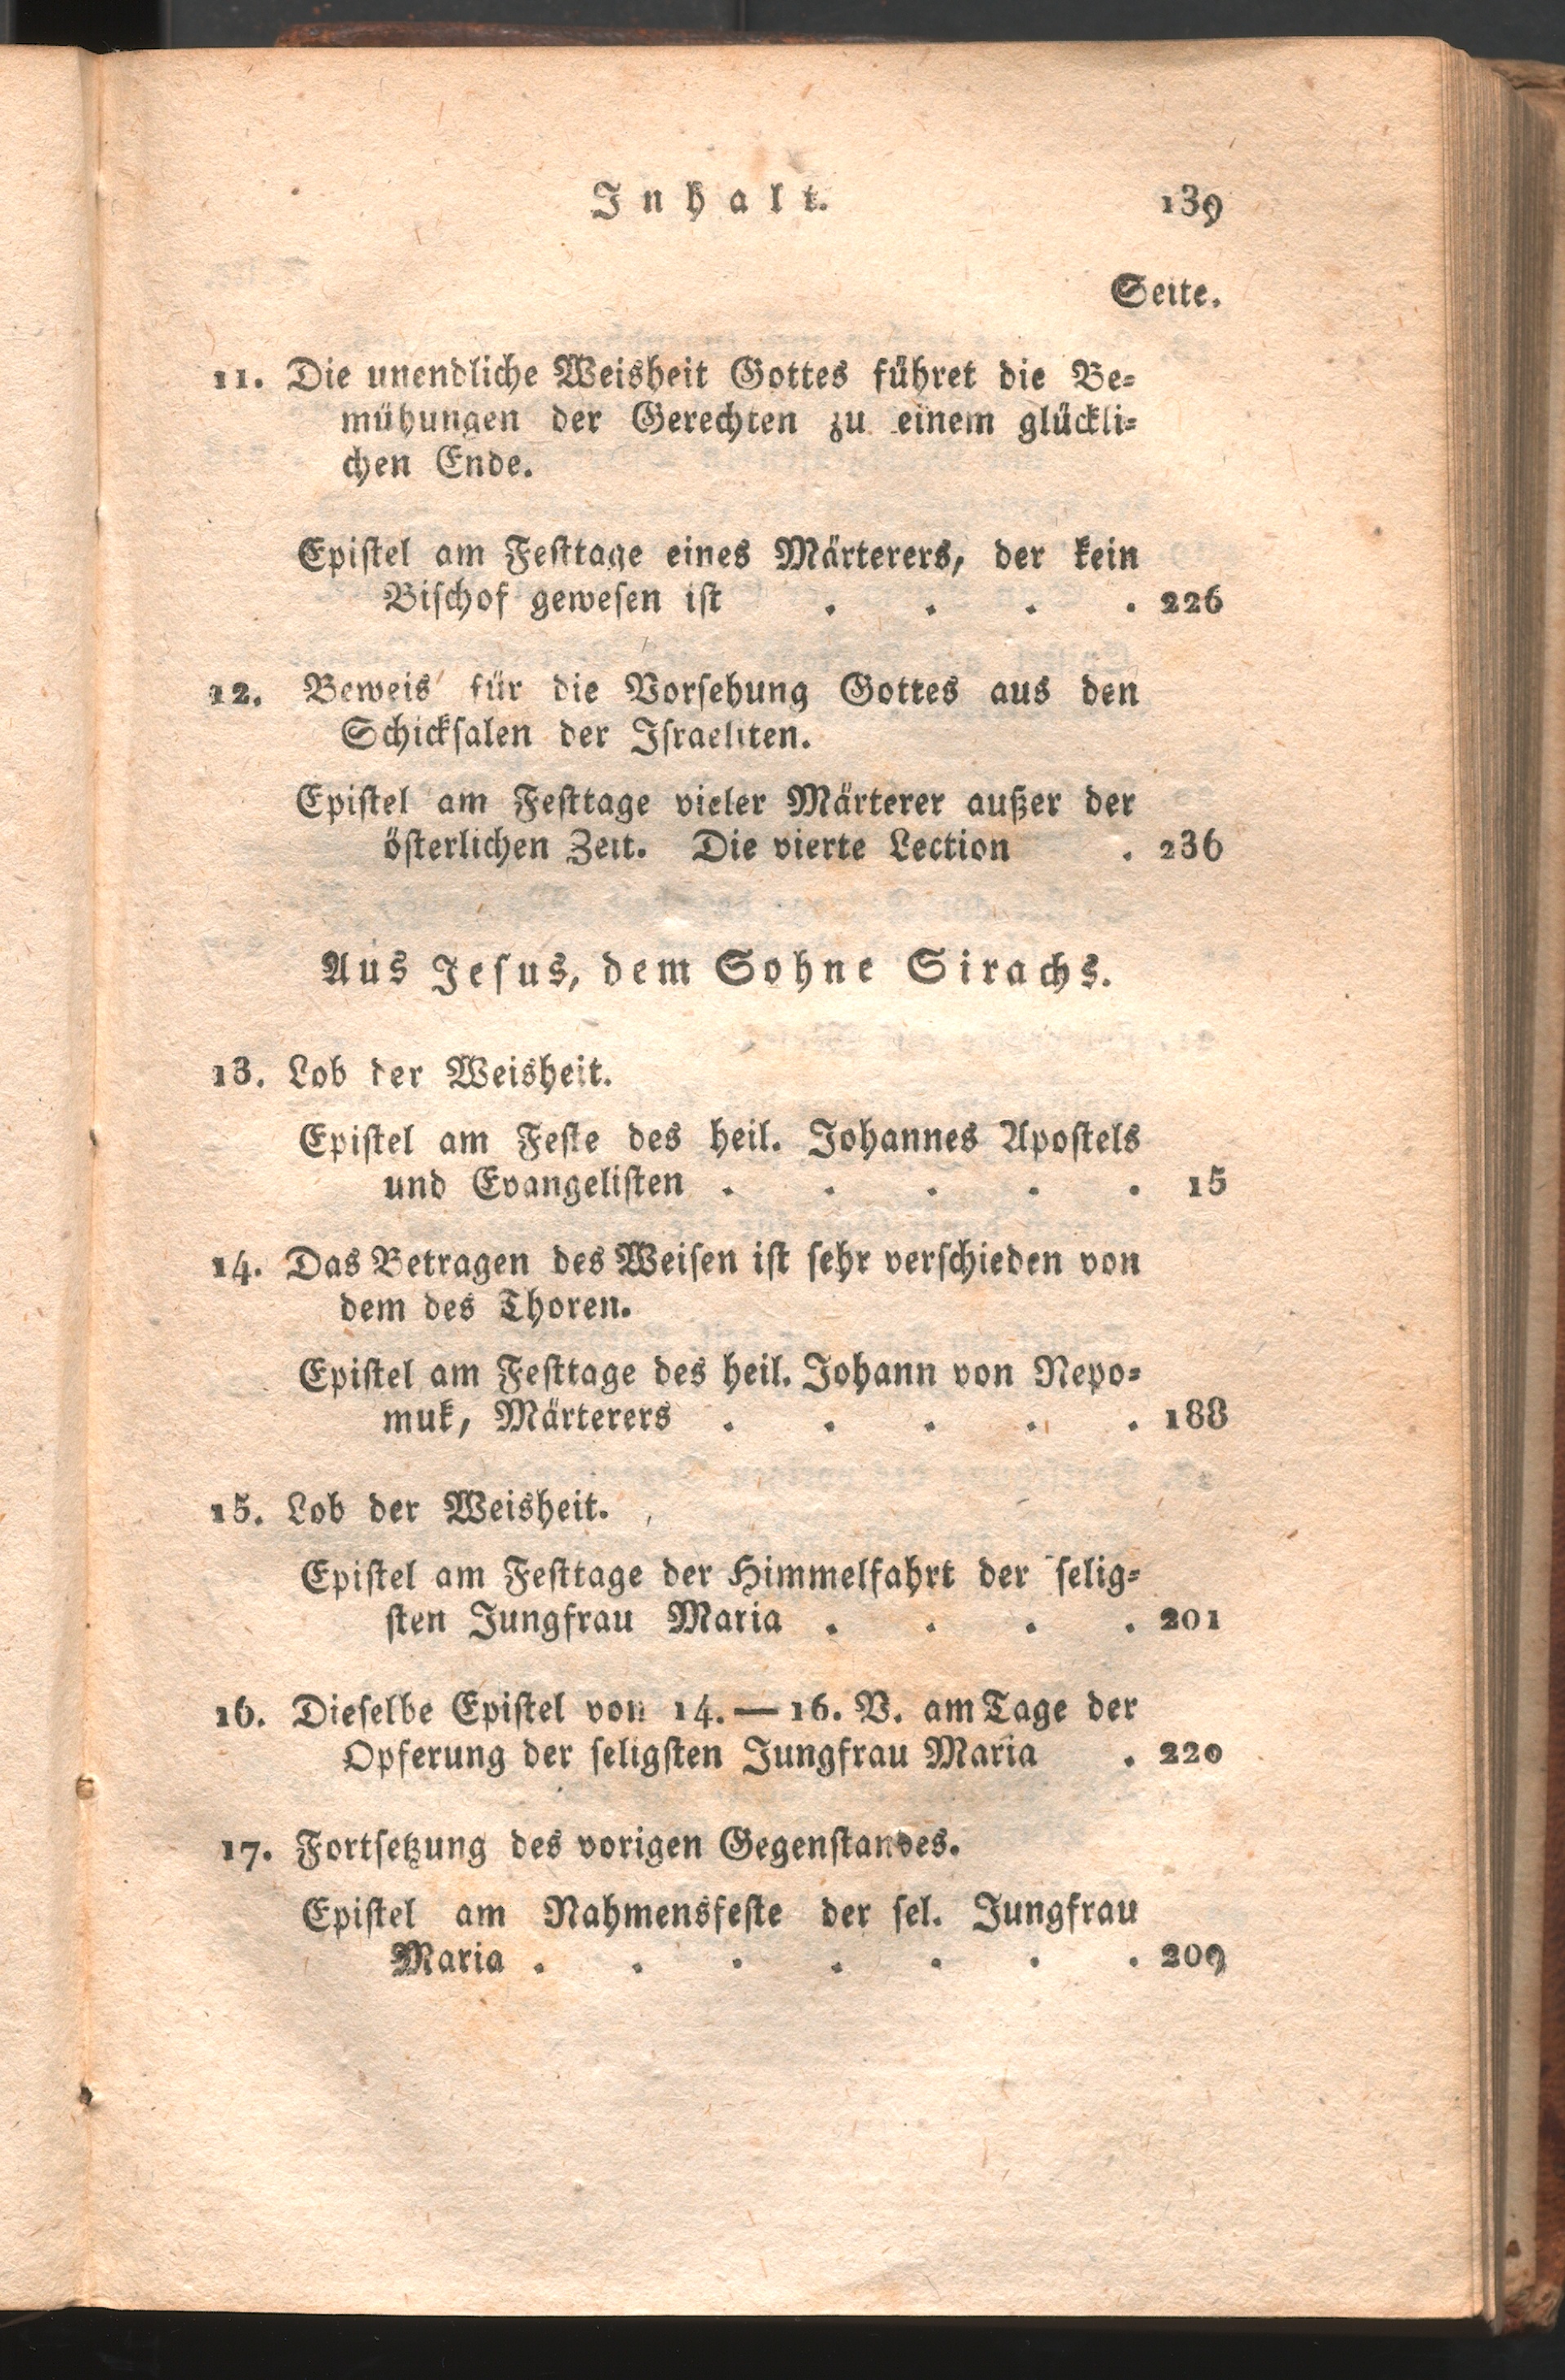 Inhalt. 139
Seite.
11. Die unendliche Weisheit Gottes führet die Be-
mühungen der Gerechten zu einem glückli-
chen Ende.
Epistel am Festtage eines Märterers, der kein
Bischof gewesen ist . . . . 226
12. Beweis für die Vorsehung Gottes aus den
Schicksalen der Israeliten.
Epistel am Festtage vieler Märterer außer der
österlichen Zeit. Die vierte Lection . 236
Aus Jesus, dem Sohne Sirachs.
13. Lob der Weisheit.
Epistel am Feste des heil. Johannes Apostels
und Evangelisten . . . . . 15
14. Das Betragen des Weisen ist sehr verschieden von
dem des Thoren.
Epistel am Festtage des heil. Johann von Nepo-
muk, Märterers . . . . . 188
15. Lob der Weisheit.
Epistel am Festtage der Himmelfahrt der selig-
sten Jungfrau Maria . . . . 201
16. Dieselbe Epistel von 14. — 16. V. am Tage der
Opferung der seligsten Jungfrau Maria . 220
17. Fortsetzung des vorigen Gegenstandes.
Epistel am Nahmensfeste der sel. Jungfrau
Maria . . . . . . . 209